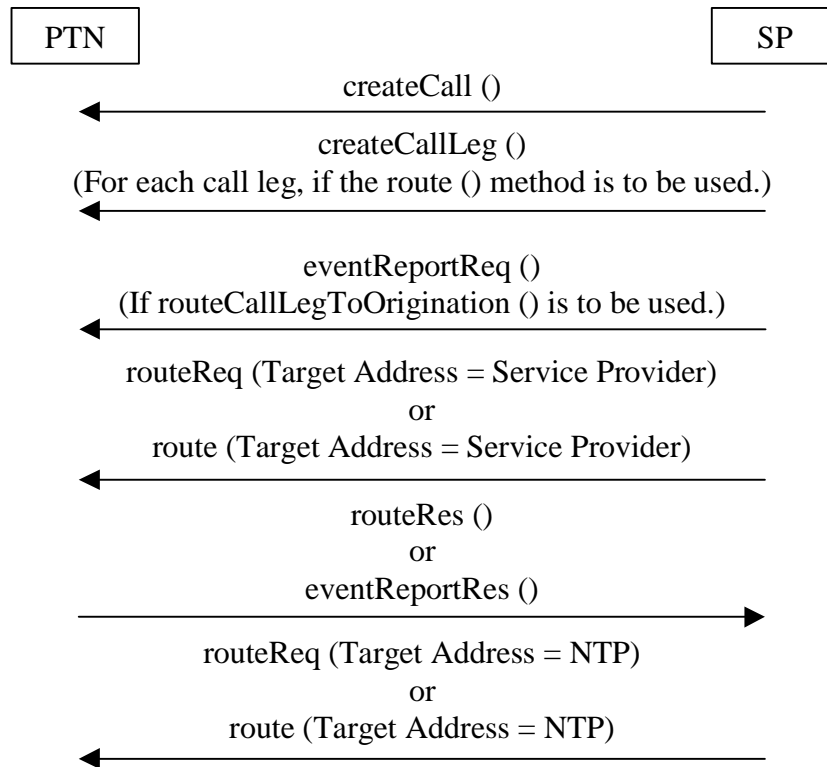 PTN
SP
createCall ()
createCallLeg ()
(For each call leg, if the route () method is to be used.)
eventReportReq ()
(If routeCallLegToOrigination () is to be used.)
routeReq (Target Address = Service Provider)
or
route (Target Address = Service Provider)
routeRes ()
or
eventReportRes ()
routeReq (Target Address = NTP)
or
route (Target Address = NTP)